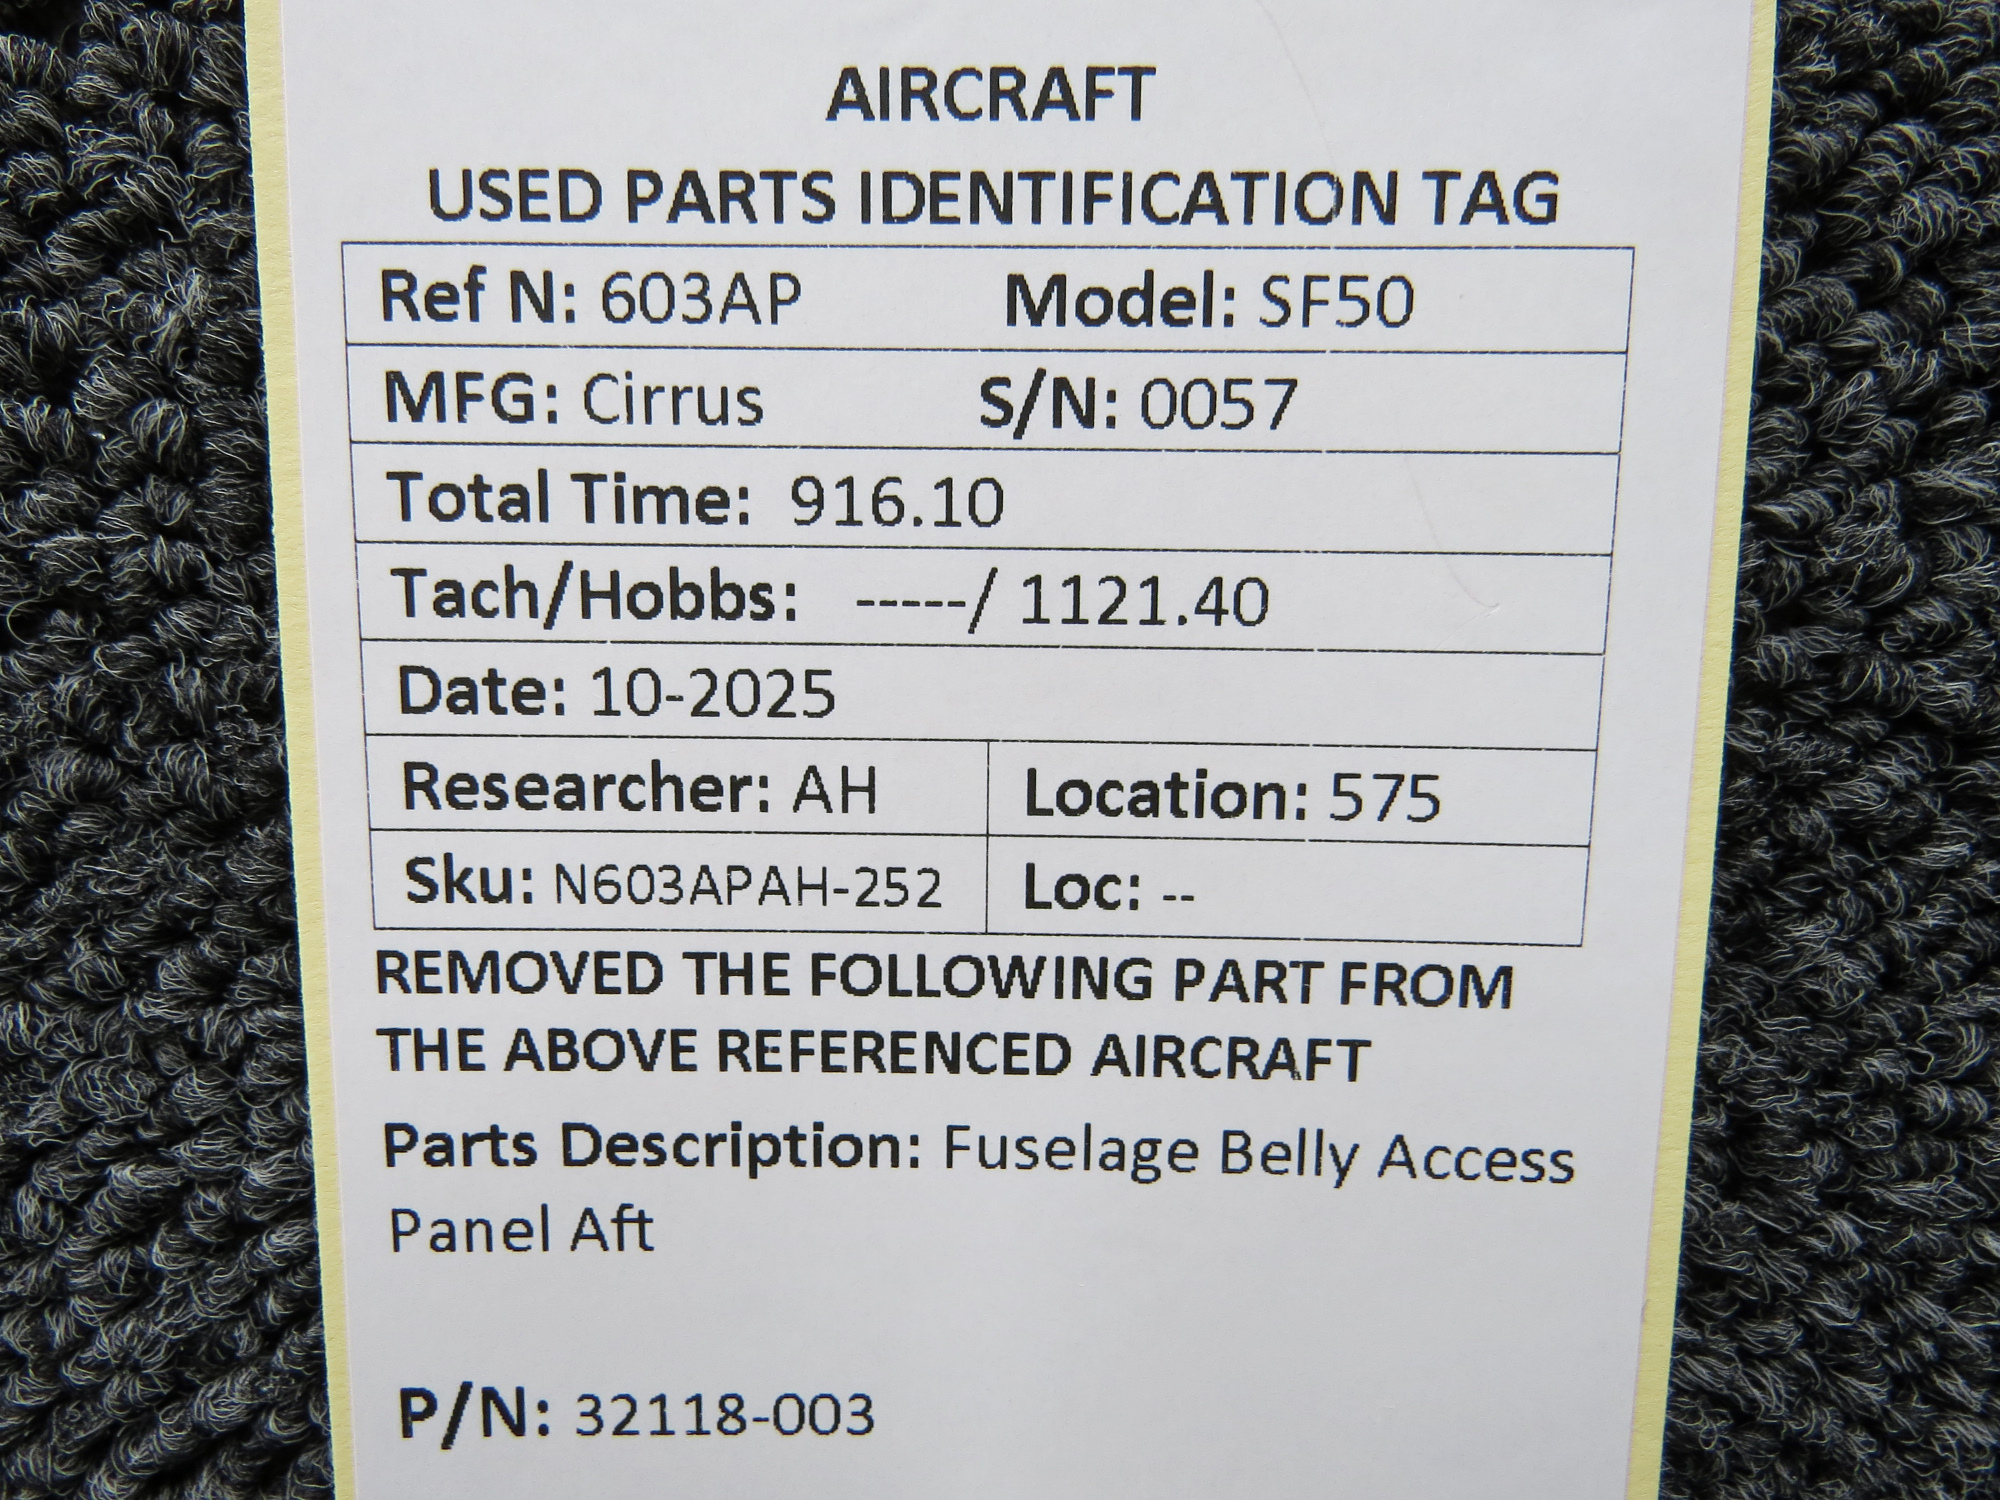 AIRCRAFT
USED PARTS IDENTIFICATION TAG
Ref N: 603AP Model: SF50
MFG: Cirrus S/N: 0057
Total Time: 916.10
Tach/Hobbs: -----/ 1121.40
Date: 10-2025
Researcher: AH Location: 575
Sku: N603APAH-252 Loc: --
REMOVED THE FOLLOWING PART FROM
THE ABOVE REFERENCED AIRCRAFT
Parts Description: Fuselage Belly Access
Panel Aft
P/N: 32118-003